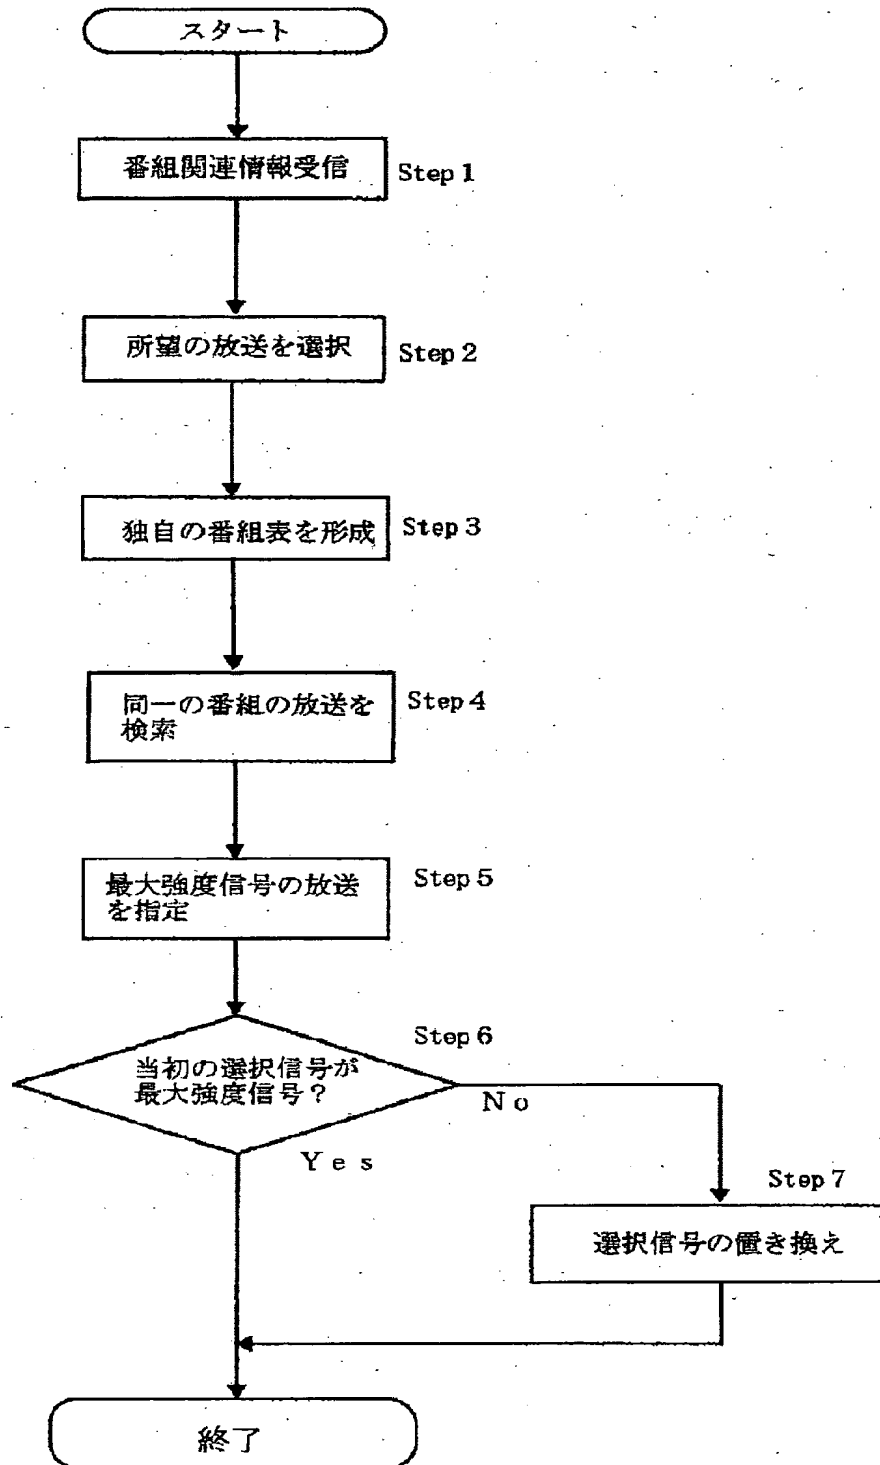 スタート
番組関連情報受信
Step 1
所望の放送を選択
Step 2
独自の番組表を形成
Step 3
同一の番組の放送を
検索
Step 4
最大強度信号の放送
を指定
Step 5
Step 6
当初の選択信号が
最大強度信号？
No
Yes
Step 7
選択信号の置き換え
終了